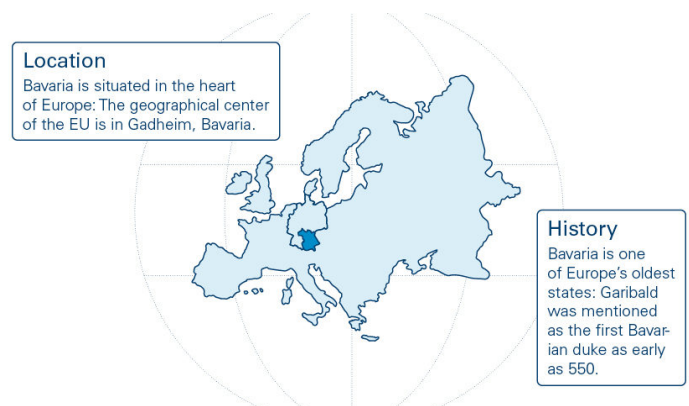 Location
Bavaria is situated in the heart
of Europe: The geographical center
of the EU is in Gadheim, Bavaria.
History
Bavaria is one
of Europe's oldest
states: Garibald
was mentioned
as the first Bavar-
ian duke as early
as 550.